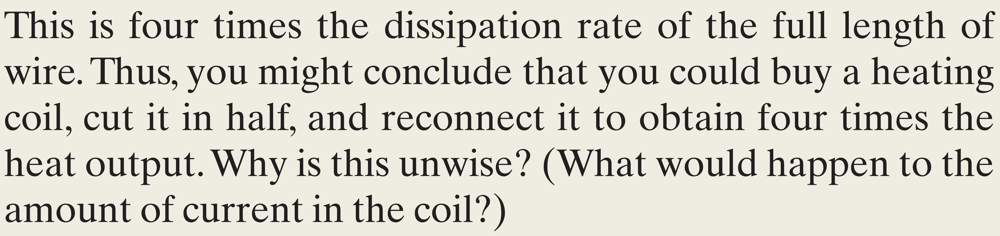 This is four times the dissipation rate of the full length of
wire. Thus, you might conclude that you could buy a heating
coil, cut it in half, and reconnect it to obtain four times the
heat output. Why is this unwise? (What would happen to the
amount of current in the coil?)